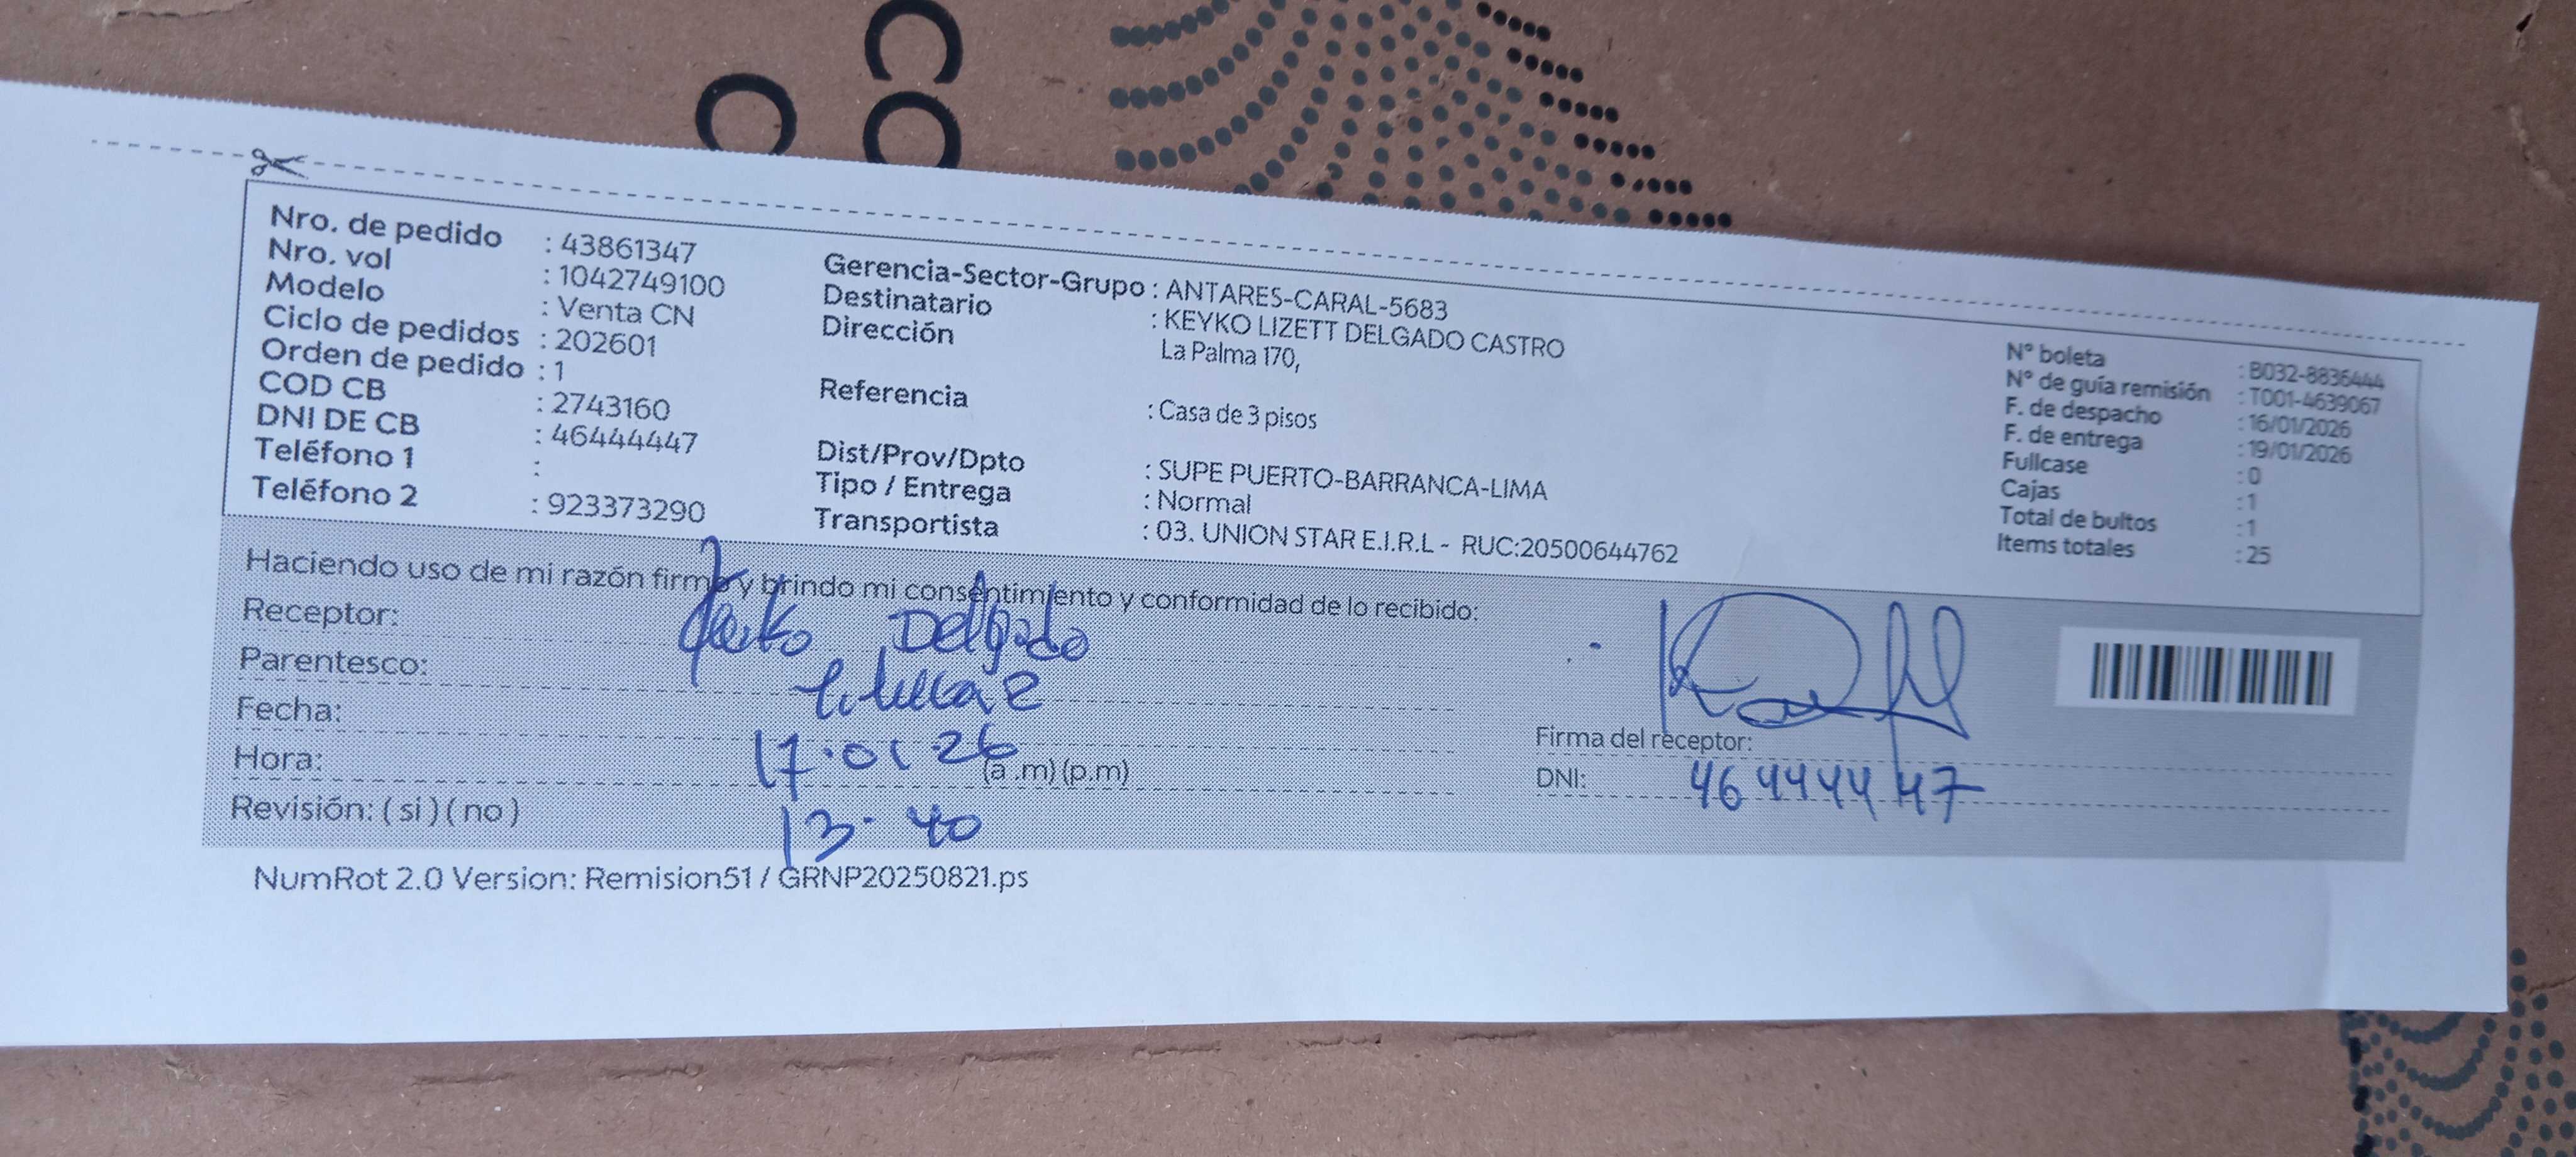 Nro. de pedido : 43861347
Nro. vol : 1042749100
Modelo : Venta CN
Ciclo de pedidos : 202601
Orden de pedido : 1
COD CB : 2743160
DNI DE CB : 46444447
Teléfono 1 :
Teléfono 2 : 923373290
Gerencia-Sector-Grupo : ANTARES-CARAL-5683
Destinatario : KEYKO LIZETT DELGADO CASTRO
Dirección La Palma 170,
Referencia : Casa de 3 pisos
Dist/Prov/Dpto : SUPE PUERTO-BARRANCA-LIMA
Tipo / Entrega : Normal
Transportista : 03. UNION STAR E.I.R.L - RUC:20500644762
N° boleta : B032-8836444
N° de guía remisión : T001-4639067
F. de despacho : 16/01/2026
F. de entrega : 19/01/2026
Fullcase : 0
Cajas : 1
Total de bultos : 1
Items totales : 25
Haciendo uso de mi razón firmo y brindo mi consentimiento y conformidad de lo recibido:
Receptor: Delgado
Parentesco:
Fecha: 17.01.26
Hora: (a .m) (p.m)
13. 40
Revisión: ( si ) ( no )
Firma del receptor:
DNI: 46444447
NumRot 2.0 Version: Remision51 / GRNP20250821.ps